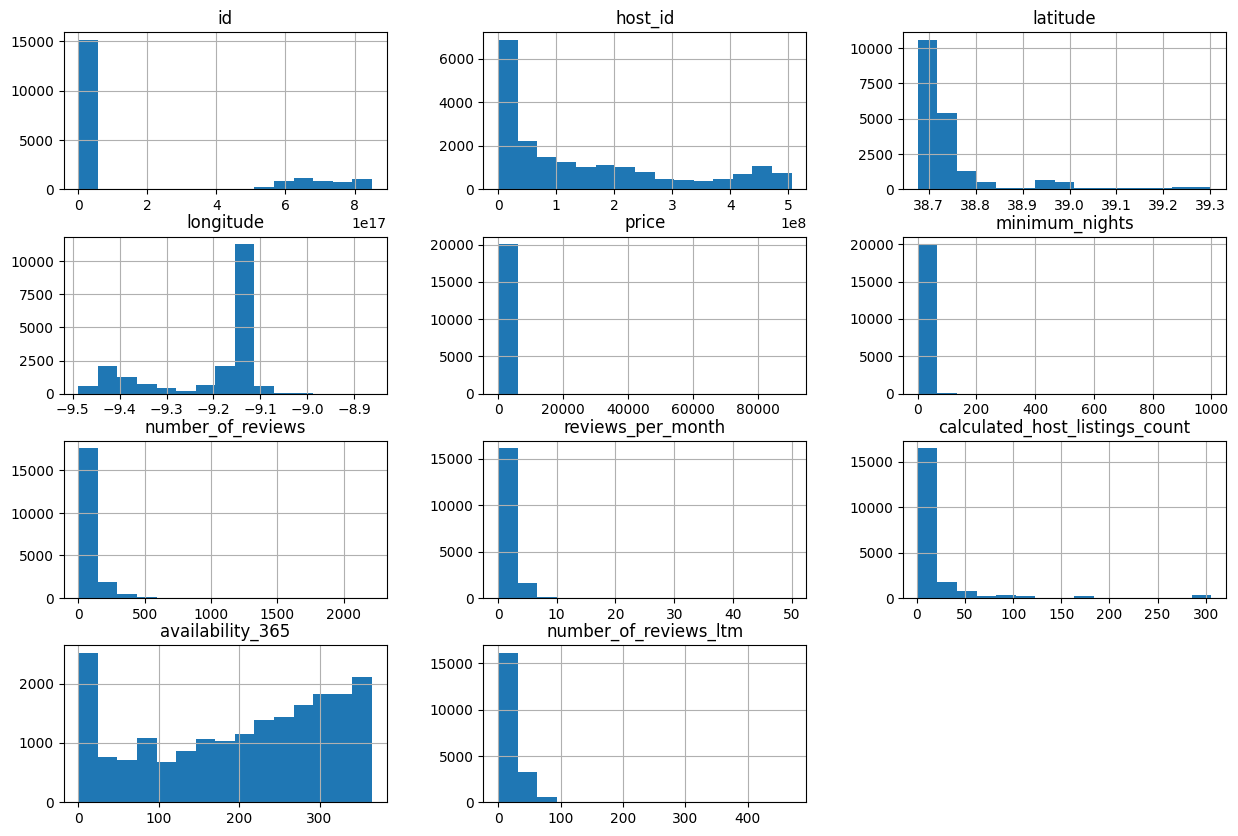 id
15000
10000
5000
0
0 2 4 6 8
1e17
host_id
6000
4000
2000
0
0 1 2 3 4 5
1e8
latitude
10000
7500
5000
2500
0
38.7 38.8 38.9 39.0 39.1 39.2 39.3
longitude
10000
7500
5000
2500
0
−9.5 −9.4 −9.3 −9.2 −9.1 −9.0 −8.9
price
20000
15000
10000
5000
0
0 20000 40000 60000 80000
minimum_nights
20000
15000
10000
5000
0
0 200 400 600 800 1000
number_of_reviews
15000
10000
5000
0
0 500 1000 1500 2000
reviews_per_month
15000
10000
5000
0
0 10 20 30 40 50
calculated_host_listings_count
15000
10000
5000
0
0 50 100 150 200 250 300
availability_365
2000
1000
0
0 100 200 300
number_of_reviews_ltm
15000
10000
5000
0
0 100 200 300 400